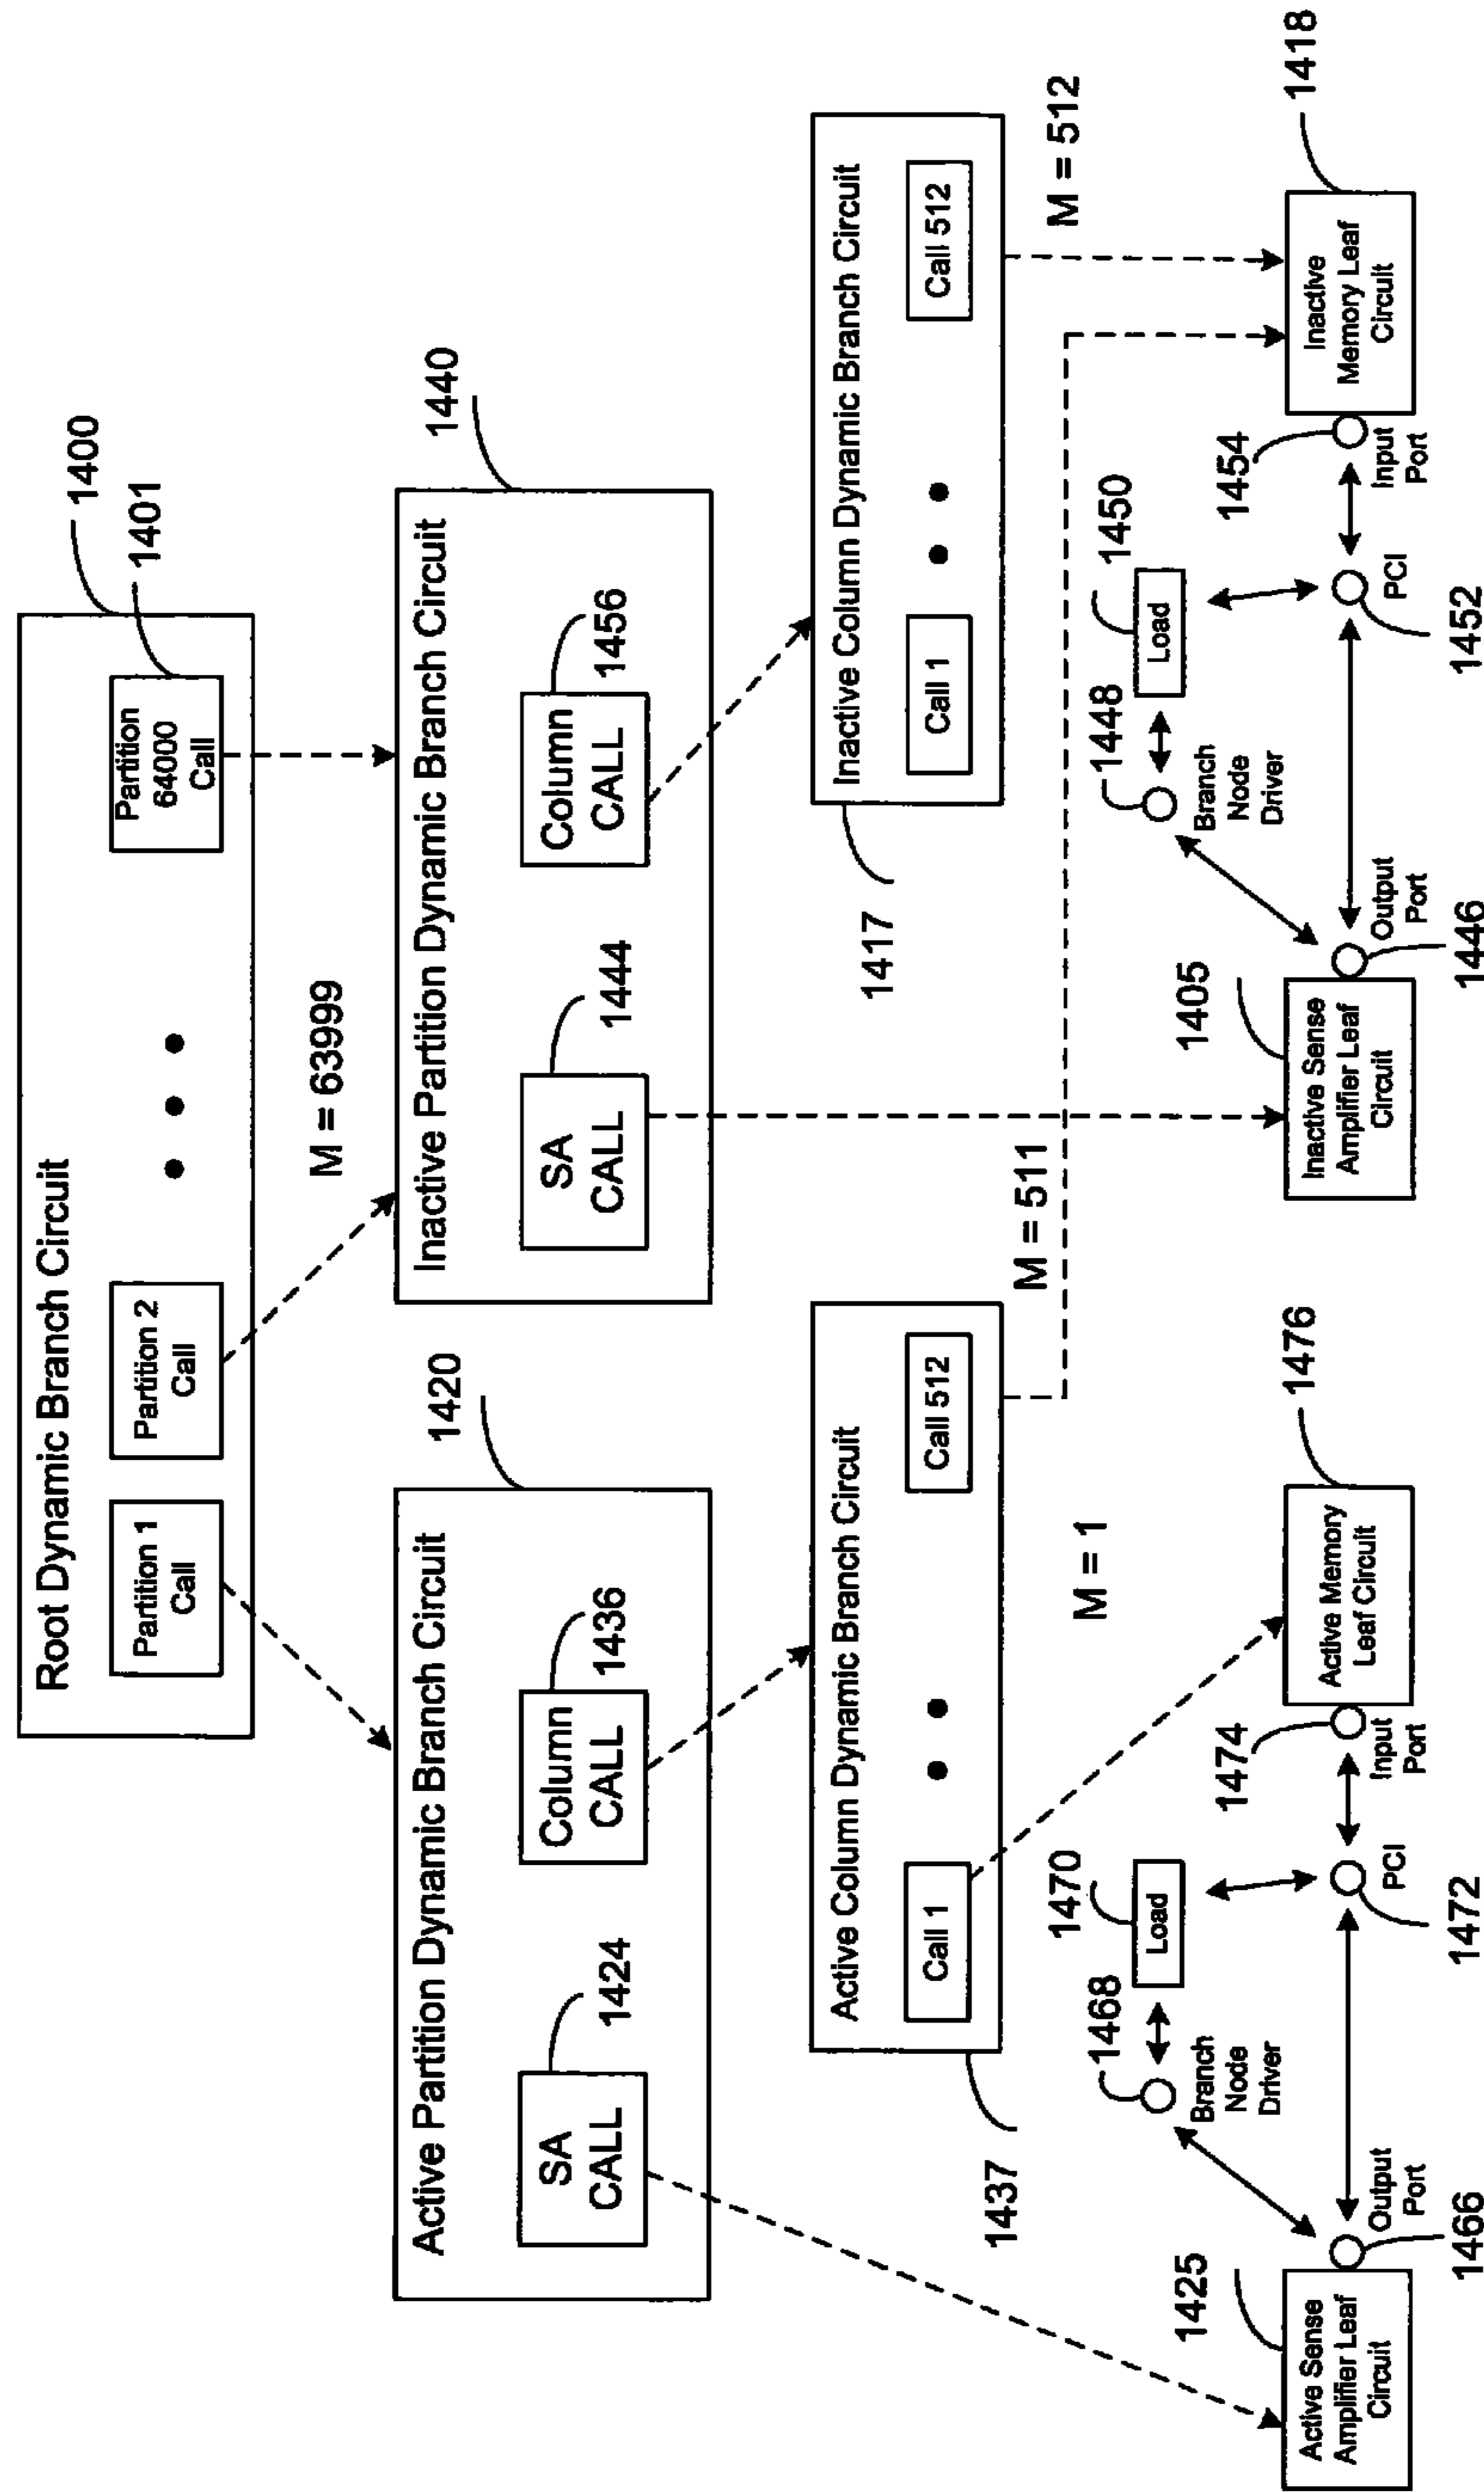 Root Dynamic Branch Circuit
1400
Partition 1
Call
Partition 2
Call
Partition
64000
Call
1401
M = 63999
1420
Active Partition Dynamic Branch Circuit
SA
CALL
1424
Column
CALL
1436
1440
Inactive Partition Dynamic Branch Circuit
SA
CALL
1444
Column
CALL
1456
Active Column Dynamic Branch Circuit
Call 1
Call 512
1437
M = 511
M = 1
Inactive Column Dynamic Branch Circuit
Call 1
Call 512
1417
M = 512
1425
Active Sense
Amplifier Leaf
Circuit
1466
Output
Port
1468
Branch
Node
Driver
1470
Load
1472
PCI
1474
Input
Port
1476
Active Memory
Leaf Circuit
1405
Inactive Sense
Amplifier Leaf
Circuit
1446
Output
Port
1448
Branch
Node
Driver
1450
Load
1452
PCI
1454
Input
Port
1418
Inactive
Memory Leaf
Circuit